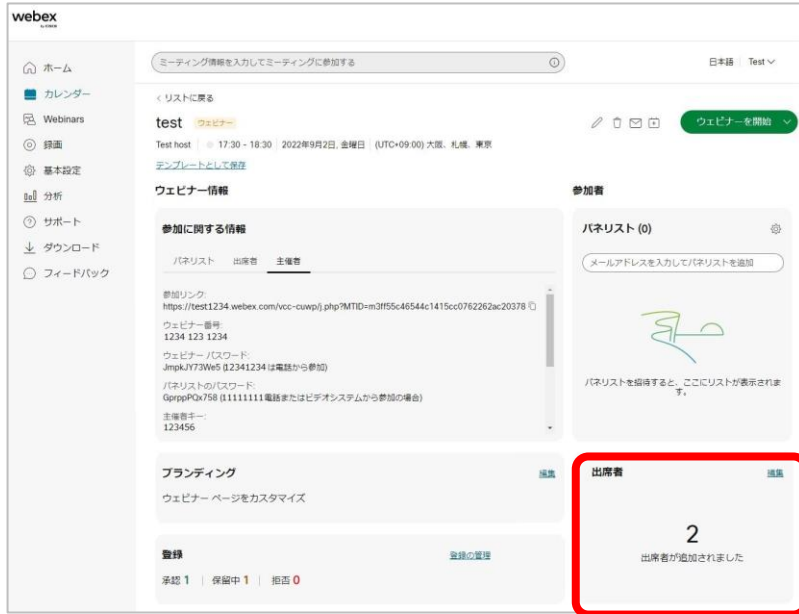 webex
by CISCO
ホーム
カレンダー
Webinars
録画
基本設定
分析
サポート
ダウンロード
フィードバック
ミーティング情報を入力してミーティングに参加する
日本語 Test
リストに戻る
test ウェビナー
ウェビナーを開始
Test host 17:30 - 18:30 2022年9月2日, 金曜日 (UTC+09:00) 大阪、札幌、東京
テンプレートとして保存
ウェビナー情報
参加に関する情報
パネリスト 出席者 主催者
参加リンク:
https://test1234.webex.com/vcc-cuwp/j.php?MTID=m3ff55c46544c1415cc0762262ac20378
ウェビナー番号:
1234 123 1234
ウェビナー パスワード:
JmpkJY73We5 (12341234 は電話から参加)
パネリストのパスワード:
GprppPQx758 (11111111電話またはビデオシステムから参加の場合)
主催者キー:
123456
ブランディング 編集
ウェビナー ページをカスタマイズ
登録 登録の管理
承認 1 | 保留中 1 | 拒否 0
参加者
パネリスト (0)
メールアドレスを入力してパネリストを追加
パネリストを招待すると、ここにリストが表示されま
す。
出席者 編集
2
出席者が追加されました